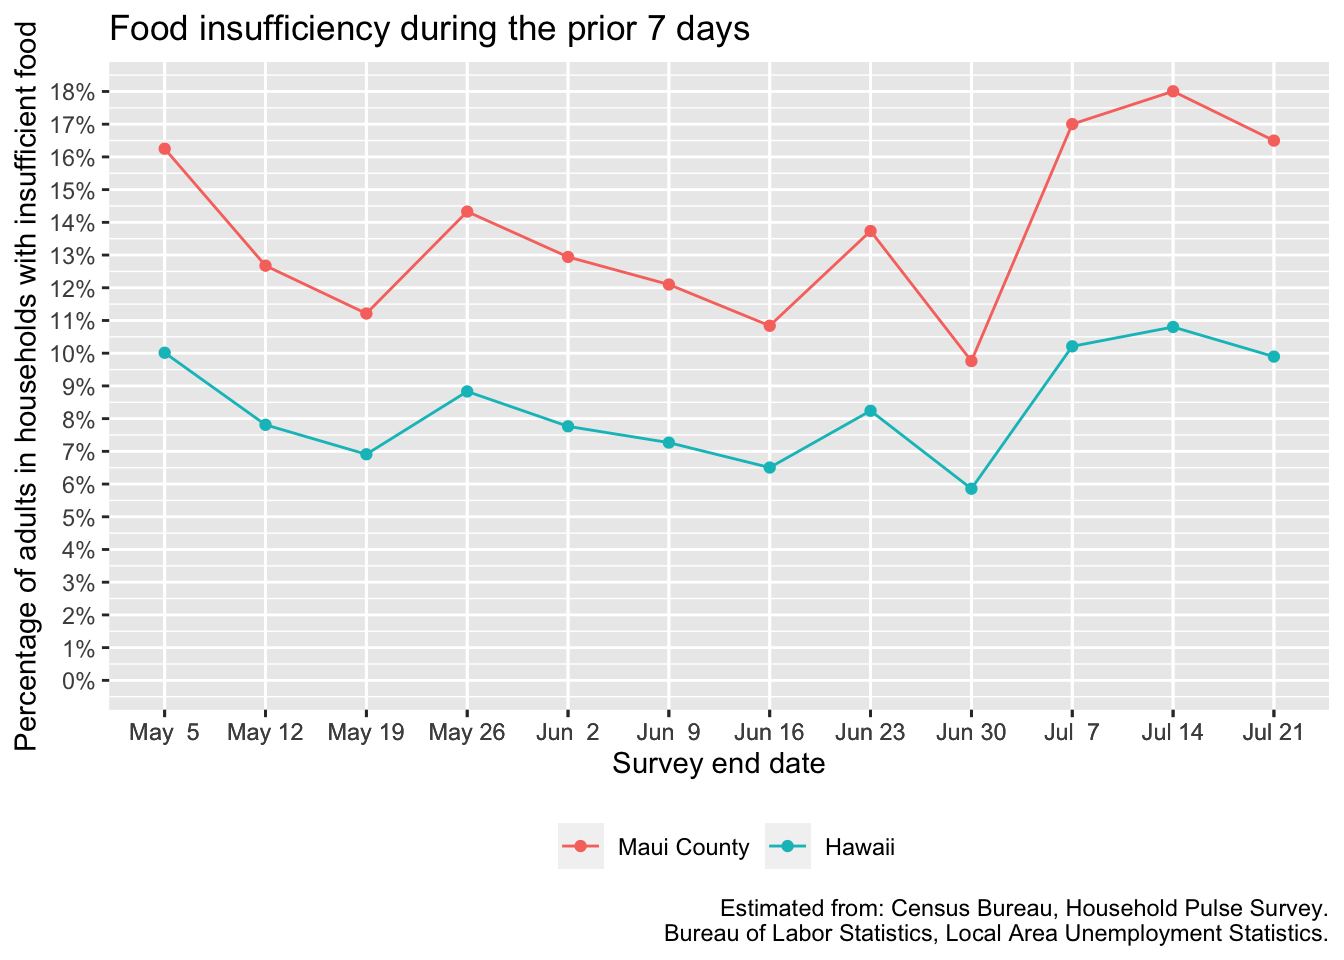 Food insufficiency during the prior 7 days
Percentage of adults in households with insufficient food
18%
17%
16%
15%
14%
13%
12%
11%
10%
9%
8%
7%
6%
5%
4%
3%
2%
1%
0%
May 5 May 12 May 19 May 26 Jun 2 Jun 9 Jun 16 Jun 23 Jun 30 Jul 7 Jul 14 Jul 21
Survey end date
Maui County Hawaii
Estimated from: Census Bureau, Household Pulse Survey.
Bureau of Labor Statistics, Local Area Unemployment Statistics.